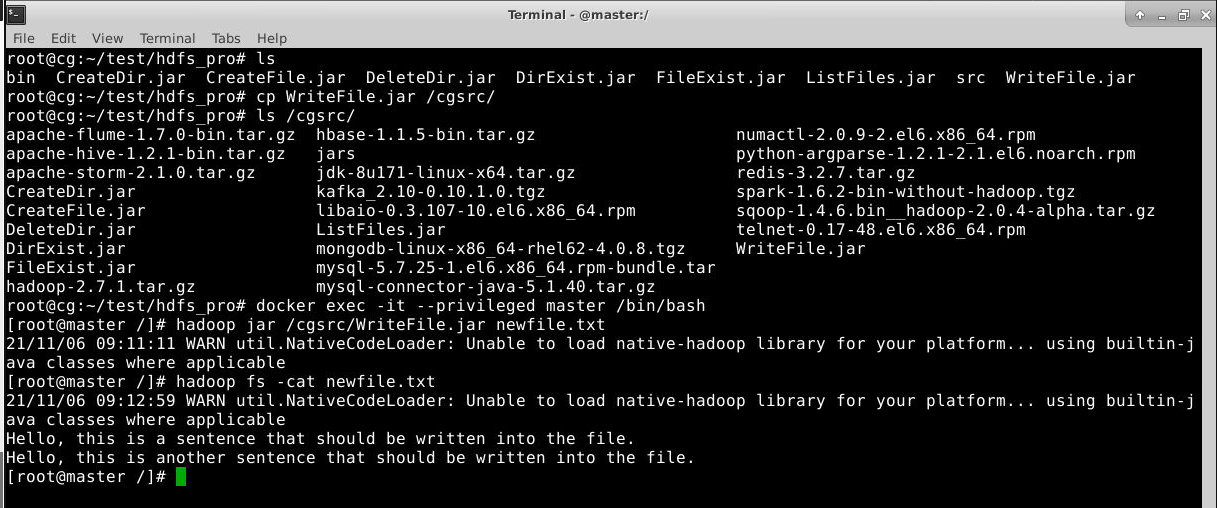 Terminal - @master:/
File Edit View Terminal Tabs Help
root@cg:~/test/hdfs_pro# ls
bin  CreateDir.jar  CreateFile.jar  DeleteDir.jar  DirExist.jar  FileExist.jar  ListFiles.jar  src  WriteFile.jar
root@cg:~/test/hdfs_pro# cp WriteFile.jar /cgsrc/
root@cg:~/test/hdfs_pro# ls /cgsrc/
apache-flume-1.7.0-bin.tar.gz  hbase-1.1.5-bin.tar.gz                     numactl-2.0.9-2.el6.x86_64.rpm
apache-hive-1.2.1-bin.tar.gz   jars                                       python-argparse-1.2.1-2.1.el6.noarch.rpm
apache-storm-2.1.0.tar.gz      jdk-8u171-linux-x64.tar.gz                 redis-3.2.7.tar.gz
CreateDir.jar                  kafka_2.10-0.10.1.0.tgz                    spark-1.6.2-bin-without-hadoop.tgz
CreateFile.jar                 libaio-0.3.107-10.el6.x86_64.rpm           sqoop-1.4.6.bin__hadoop-2.0.4-alpha.tar.gz
DeleteDir.jar                  ListFiles.jar                              telnet-0.17-48.el6.x86_64.rpm
DirExist.jar                   mongodb-linux-x86_64-rhel62-4.0.8.tgz      WriteFile.jar
FileExist.jar                  mysql-5.7.25-1.el6.x86_64.rpm-bundle.tar
hadoop-2.7.1.tar.gz            mysql-connector-java-5.1.40.tar.gz
root@cg:~/test/hdfs_pro# docker exec -it --privileged master /bin/bash
[root@master /]# hadoop jar /cgsrc/WriteFile.jar newfile.txt
21/11/06 09:11:11 WARN util.NativeCodeLoader: Unable to load native-hadoop library for your platform... using builtin-j
ava classes where applicable
[root@master /]# hadoop fs -cat newfile.txt
21/11/06 09:12:59 WARN util.NativeCodeLoader: Unable to load native-hadoop library for your platform... using builtin-j
ava classes where applicable
Hello, this is a sentence that should be written into the file.
Hello, this is another sentence that should be written into the file.
[root@master /]#